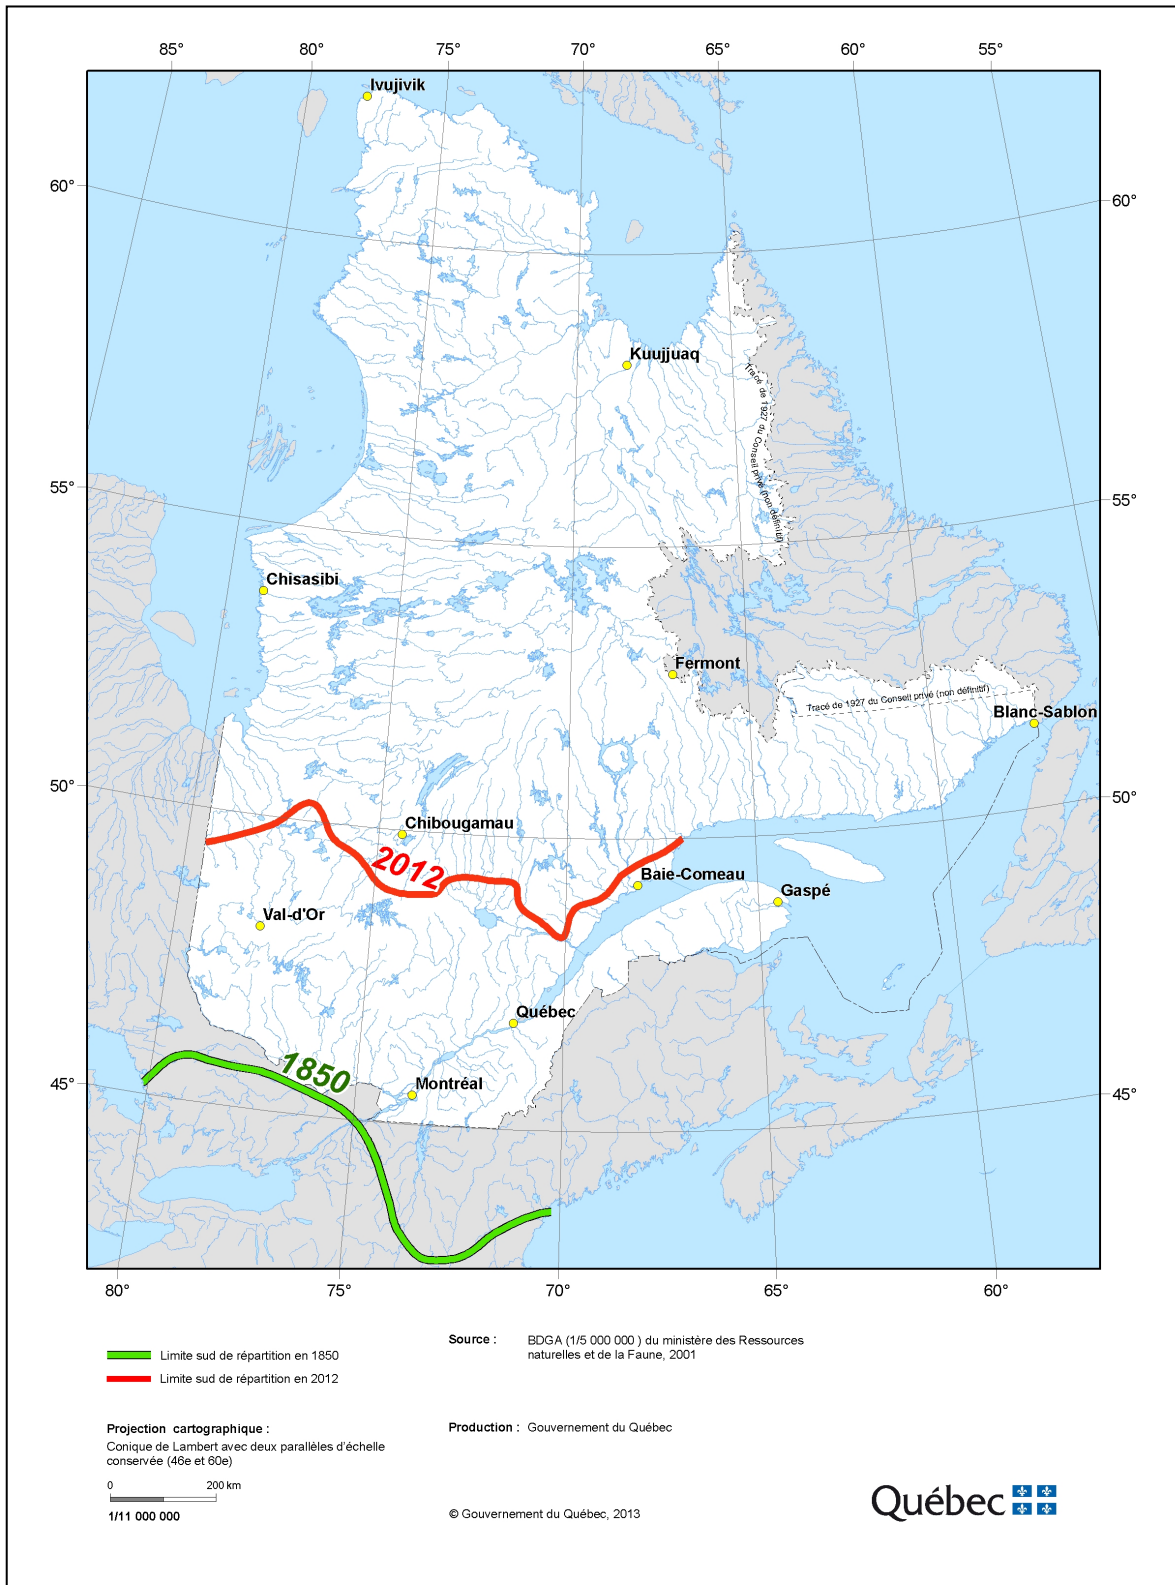 85° 80° 75° 70° 65° 60° 55°
Ivujivik
60° 60°
Kuujjuaq
Tracé de 1927 du Conseil privé (non définitif)
55° 55°
Chisasibi
Fermont
Tracé de 1927 du Conseil privé (non définitif)
Blanc-Sablon
50° 50°
Chibougamau
2012
Baie-Comeau
Gaspé
Val-d'Or
Québec
1850
Montréal
45° 45°
80° 75° 70° 65° 60°
Limite sud de répartition en 1850
Limite sud de répartition en 2012
Source : BDGA (1/5 000 000 ) du ministère des Ressources
naturelles et de la Faune, 2001
Projection cartographique :
Conique de Lambert avec deux parallèles d'échelle
conservée (46e et 60e)
0 200 km
1/11 000 000
Production : Gouvernement du Québec
© Gouvernement du Québec, 2013
Québec